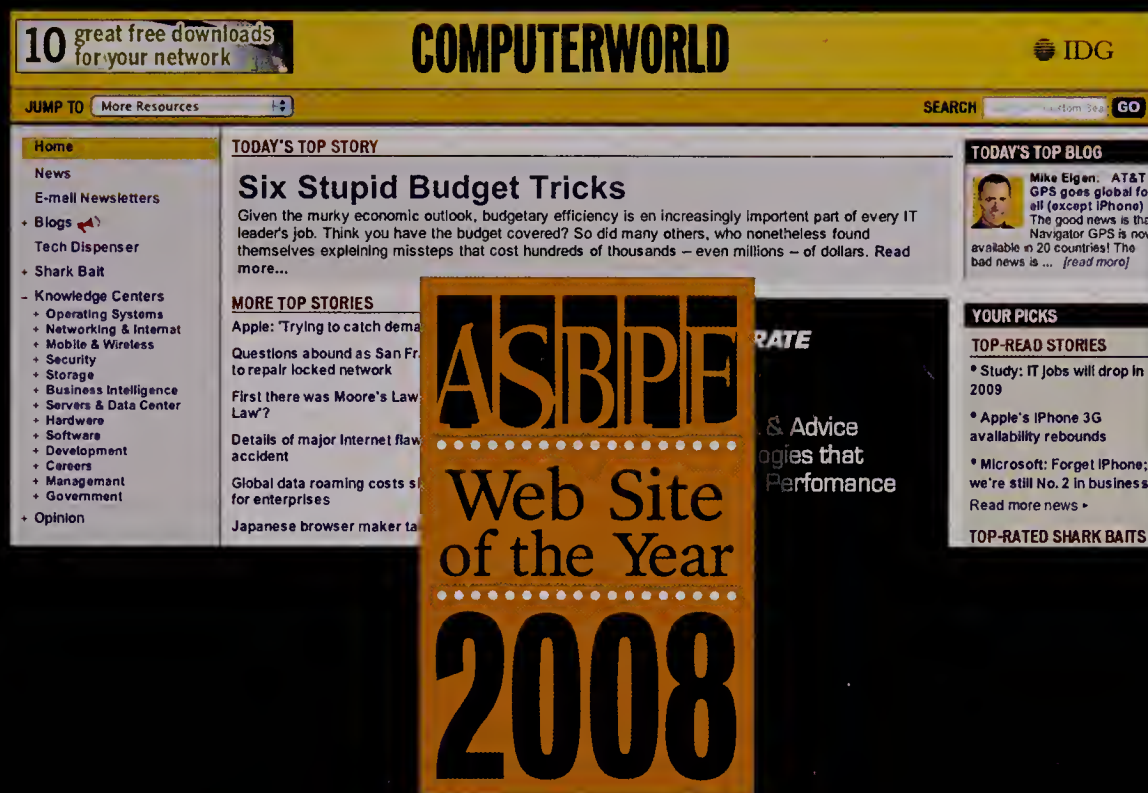 10 great free downloads
for your network
COMPUTERWORLD
IDG
JUMP TO More Resources
SEARCH
GO
Home
News
E-mail Newsletters
+ Blogs
Tech Dispenser
+ Shark Bait
- Knowledge Centers
+ Operating Systems
+ Networking & Internat
+ Mobile & Wireless
+ Security
+ Storage
+ Business Intelligence
+ Servers & Data Center
+ Hardware
+ Software
+ Development
+ Careers
+ Managemant
+ Government
+ Opinion
TODAY'S TOP STORY
Six Stupid Budget Tricks
Given the murky economic outlook, budgetary efficiency is en increasingly importent part of every IT
leader's job. Think you have the budget covered? So did many others, who nonetheless found
themselves expleining missteps that cost hundreds of thousands – even millions – of dollars. Read
more...
MORE TOP STORIES
Apple: 'Trying to catch dema
Questions abound as San Fr
to repair locked network
First there was Moore's Law
Law'?
Details of major Internet flaw
accident
Global data roaming costs
for enterprises
Japanese browser maker ta
ASBPE
Web Site
of the Year
2008
RATE
& Advice
ogies that
Perfomance
TODAY'S TOP BLOG
Mike Elgen: AT&T
GPS goes global fo
ell (except iPhone)
The good news is tha
Navigator GPS is nov
available in 20 countries! The
bad news is ... [read moro]
YOUR PICKS
TOP-READ STORIES
• Study: IT jobs will drop in
2009
• Apple's iPhone 3G
availability rebounds
• Microsoft: Forget iPhone;
we're still No. 2 in business
Read more news
TOP-RATED SHARK BAITS